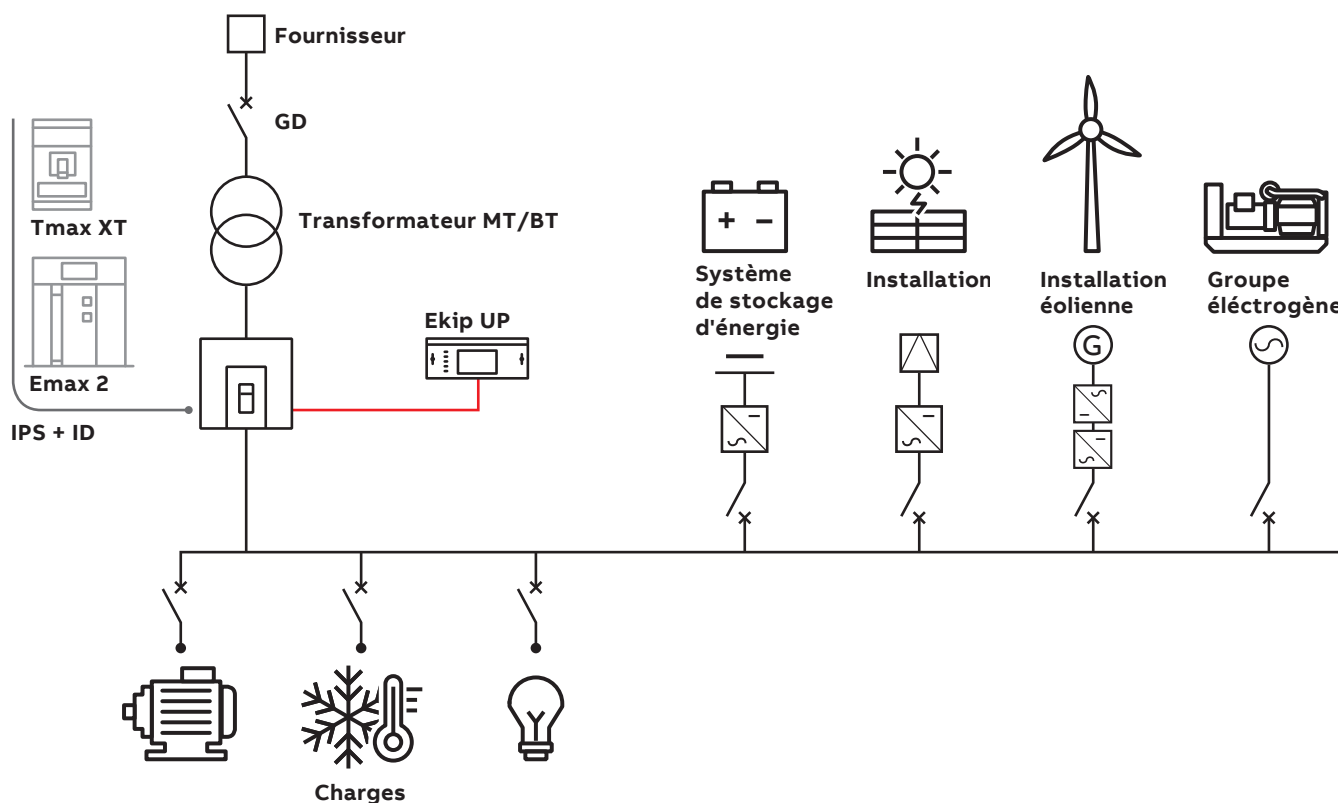 Fournisseur
GD
Tmax XT
Transformateur MT/BT
Emax 2
IPS + ID
Ekip UP
+ −
Système
de stockage
d'énergie
Installation
Installation
éolienne
Groupe
éléctrogène
G
Charges